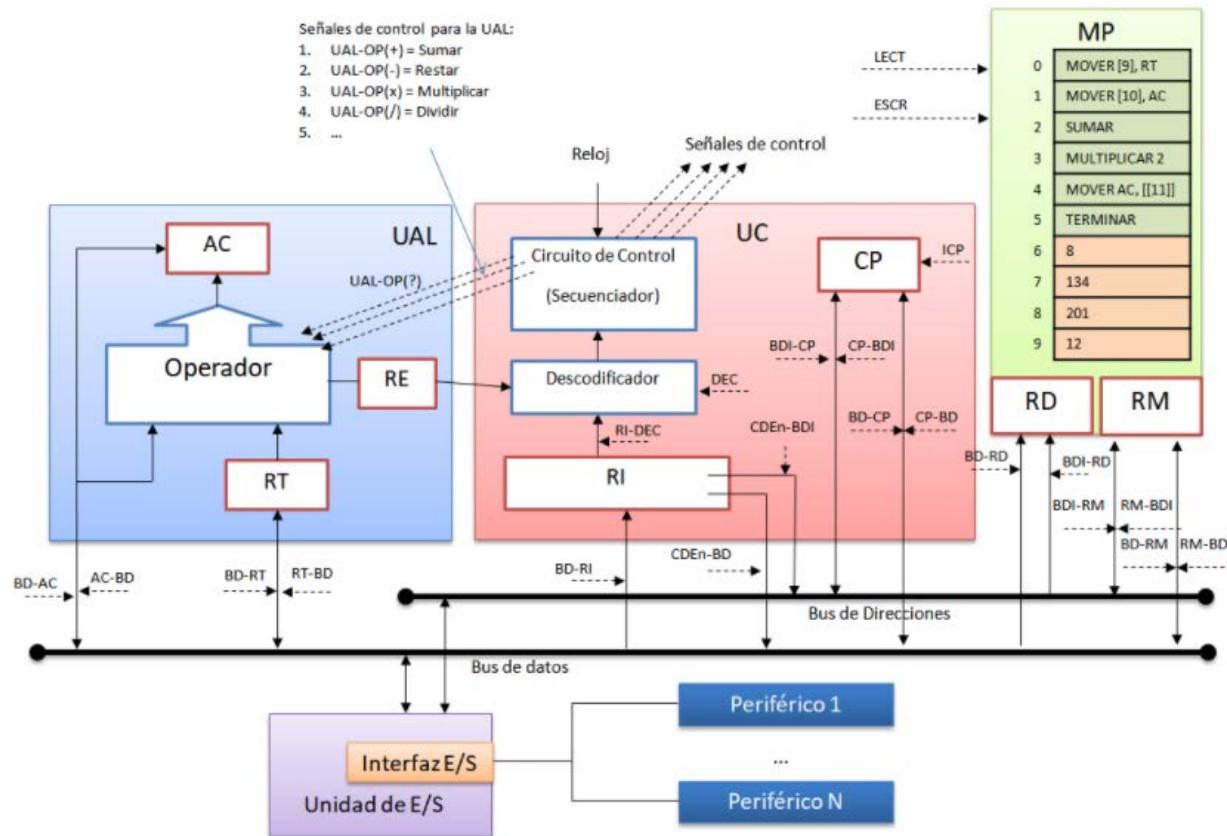 Señales de control para la UAL:
1. UAL-OP(+) = Sumar
2. UAL-OP(-) = Restar
3. UAL-OP(x) = Multiplicar
4. UAL-OP(/) = Dividir
5. ...
Reloj
Señales de control
LECT
ESCR
MP
0 MOVER [9], RT
1 MOVER [10], AC
2 SUMAR
3 MULTIPLICAR 2
4 MOVER AC, [[11]]
5 TERMINAR
6 8
7 134
8 201
9 12
RD
RM
UAL
AC
UAL-OP(?)
Operador
RE
RT
UC
Circuito de Control
(Secuenciador)
Descodificador
DEC
RI-DEC
RI
CP
ICP
BDI-CP
CP-BDI
CDEn-BDI
BD-CP
CP-BD
BD-RD
BDI-RD
BDI-RM
RM-BDI
BD-RM
RM-BD
BD-AC
AC-BD
BD-RT
RT-BD
BD-RI
CDEn-BD
Bus de Direcciones
Bus de datos
Interfaz E/S
Unidad de E/S
Periférico 1
...
Periférico N